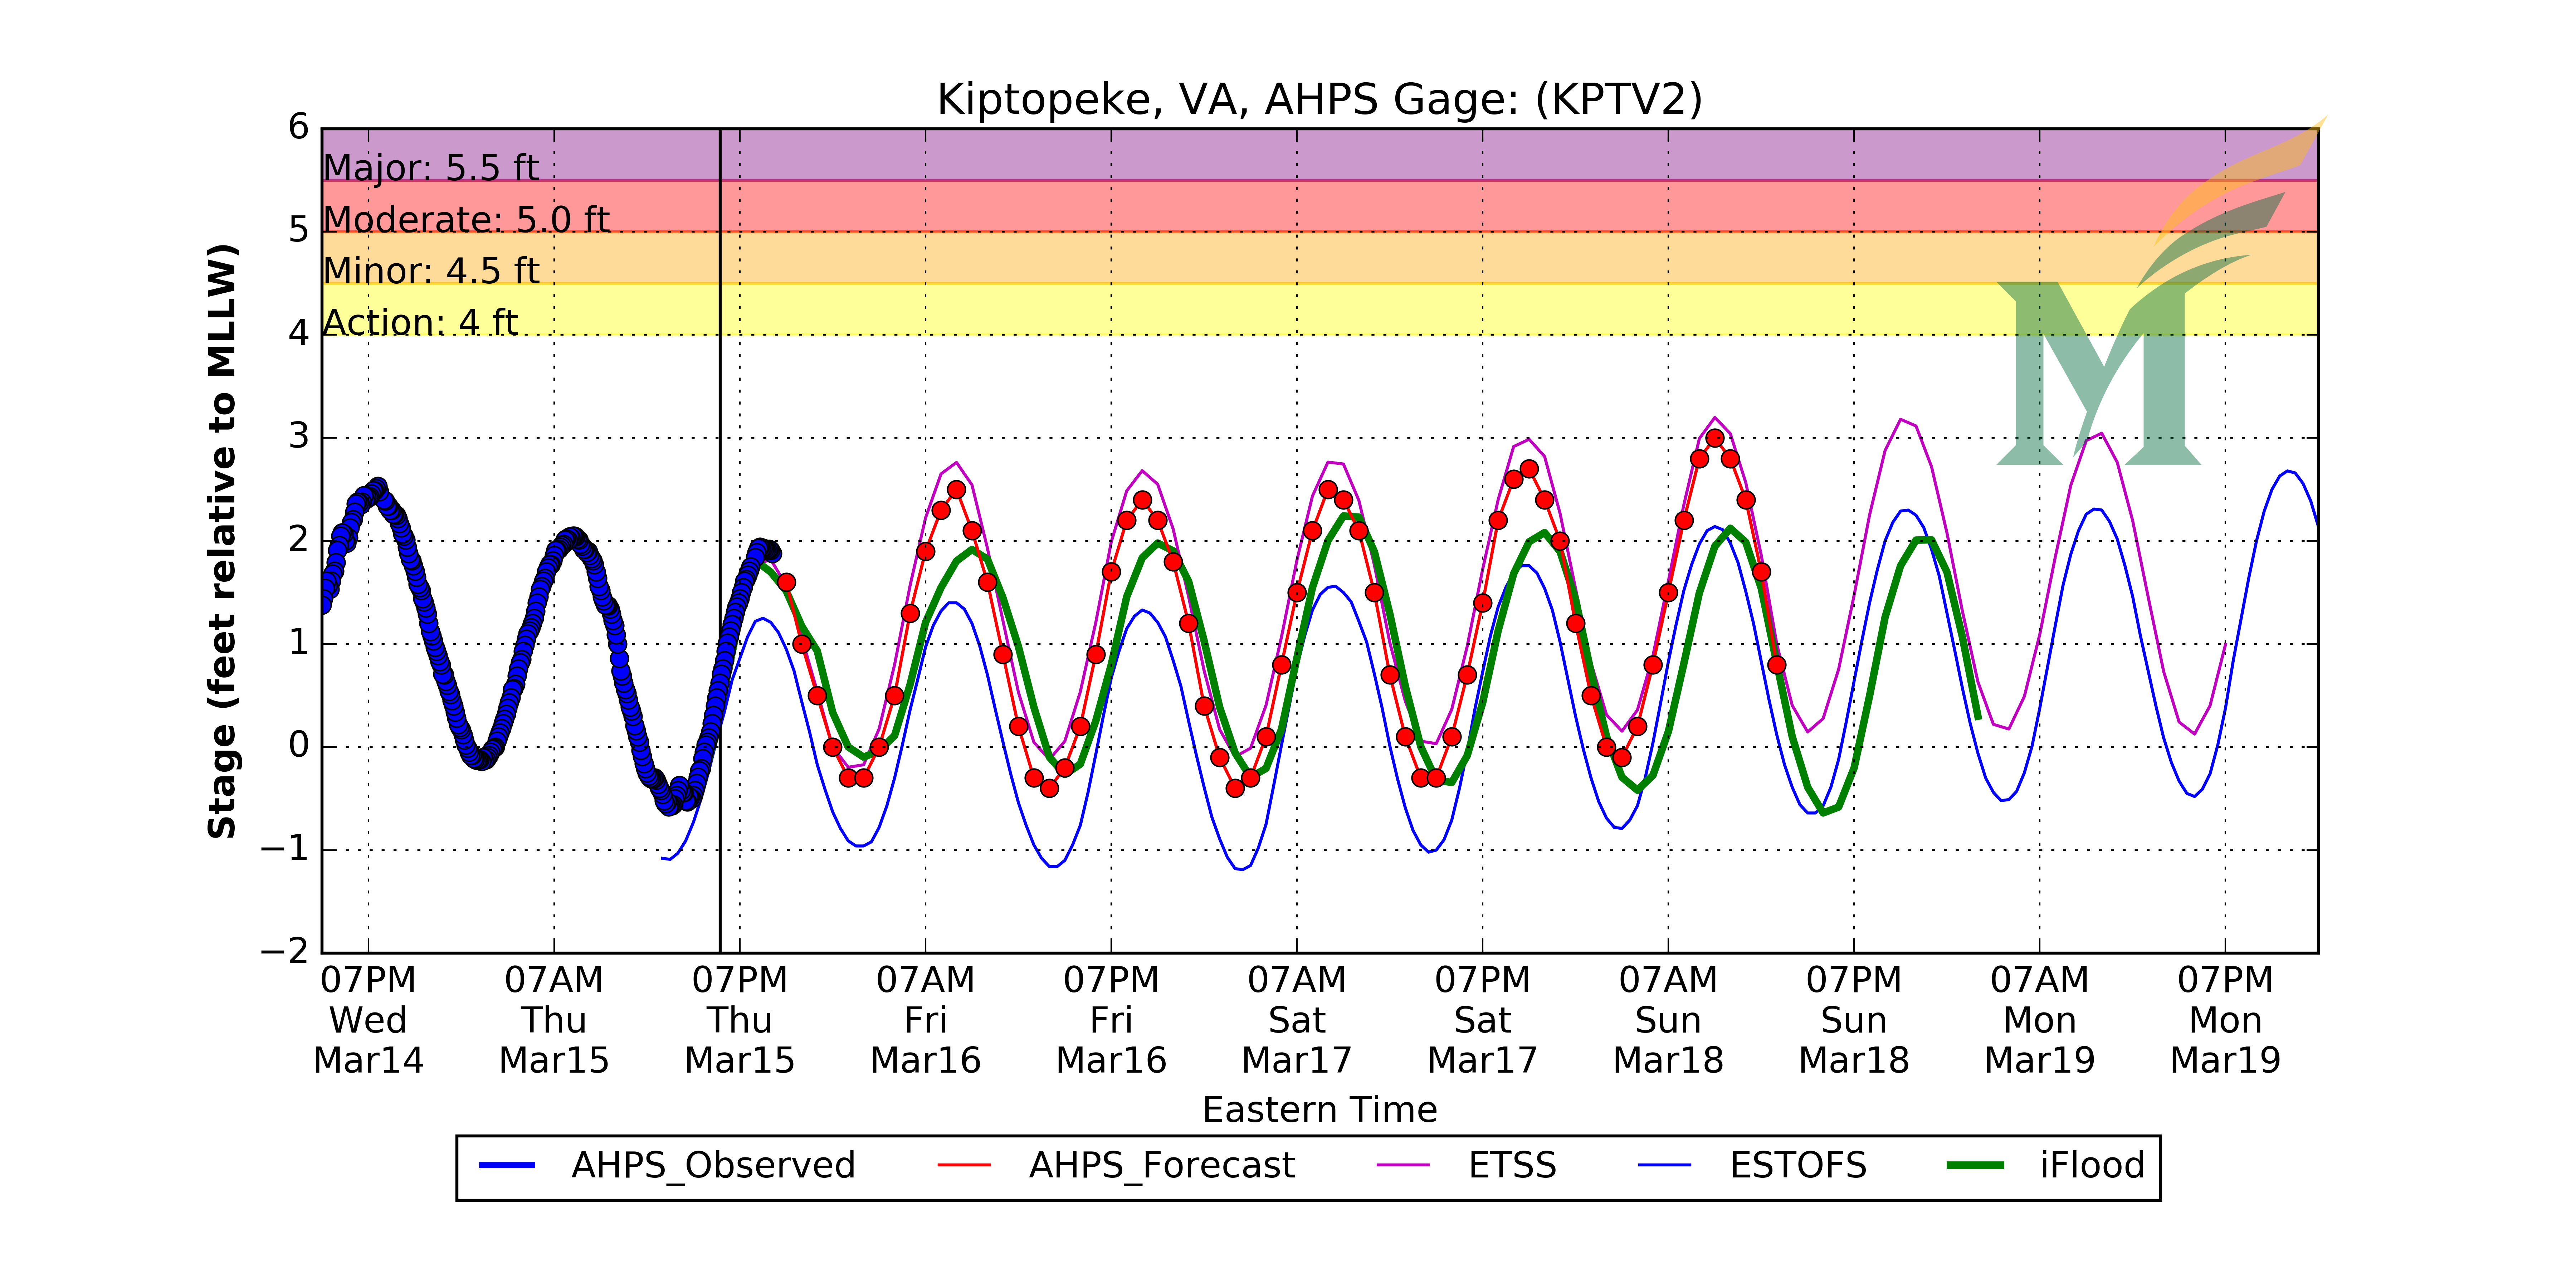 Kiptopeke, VA, AHPS Gage: (KPTV2)
6
5
4
3
2
1
0
−1
−2
Stage (feet relative to MLLW)
Major: 5.5 ft
Moderate: 5.0 ft
Minor: 4.5 ft
Action: 4 ft
M
07PM 07AM 07PM 07AM 07PM 07AM 07PM 07AM 07PM 07AM 07PM
Wed Thu Thu Fri Fri Sat Sat Sun Sun Mon Mon
Mar14 Mar15 Mar15 Mar16 Mar16 Mar17 Mar17 Mar18 Mar18 Mar19 Mar19
Eastern Time
AHPS_Observed AHPS_Forecast ETSS ESTOFS iFlood